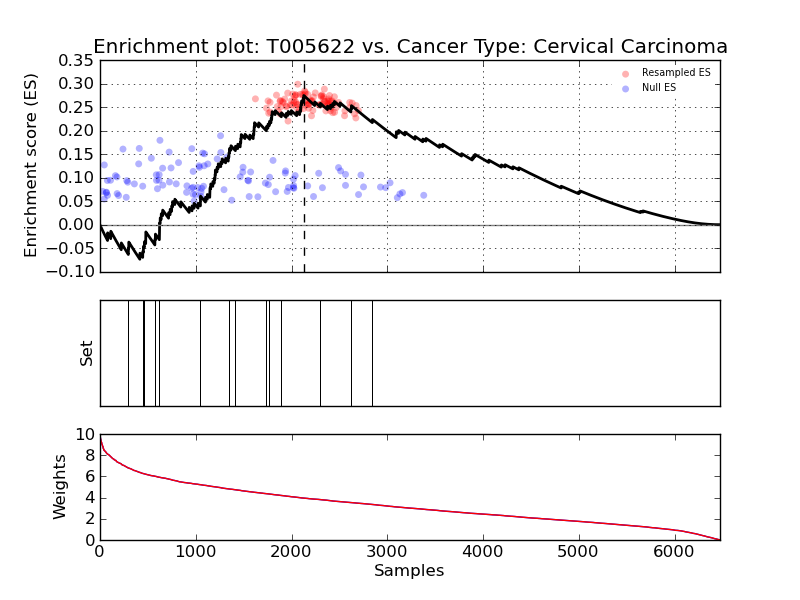 Enrichment plot: T005622 vs. Cancer Type: Cervical Carcinoma
Enrichment score (ES)
0.35
0.30
0.25
0.20
0.15
0.10
0.05
0.00
−0.05
−0.10
Resampled ES
Null ES
Set
Weights
10
8
6
4
2
0
0 1000 2000 3000 4000 5000 6000
Samples